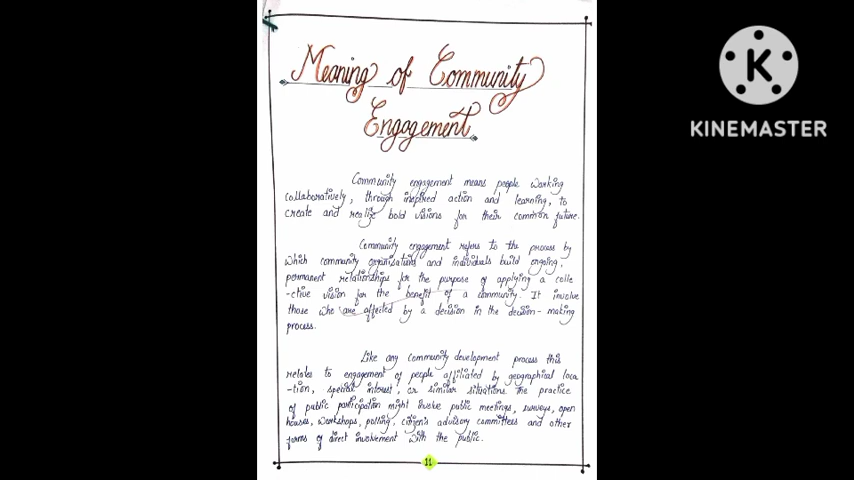 Meaning of Community
Engagement
Community engagement means people working
collaboratively, through inspired action and learning, to
create and realize bold visions for their common future.
Community engagement refers to the process by
which community organisations and individuals build ongoing,
permanent relationships for the purpose of applying a colle
-ctive vision for the benefit of a community. It involve
those who are affected by a decision in the decision-making
process.
Like any community development process this
relates to engagement of people affiliated by geographical loca
-tion, special interest, or similar situations the practice
of public participation might involve public meetings, surveys, open
houses, workshops, polling, citizen's advisory committees and other
forms of direct involvement with the public.
11
KINEMASTER